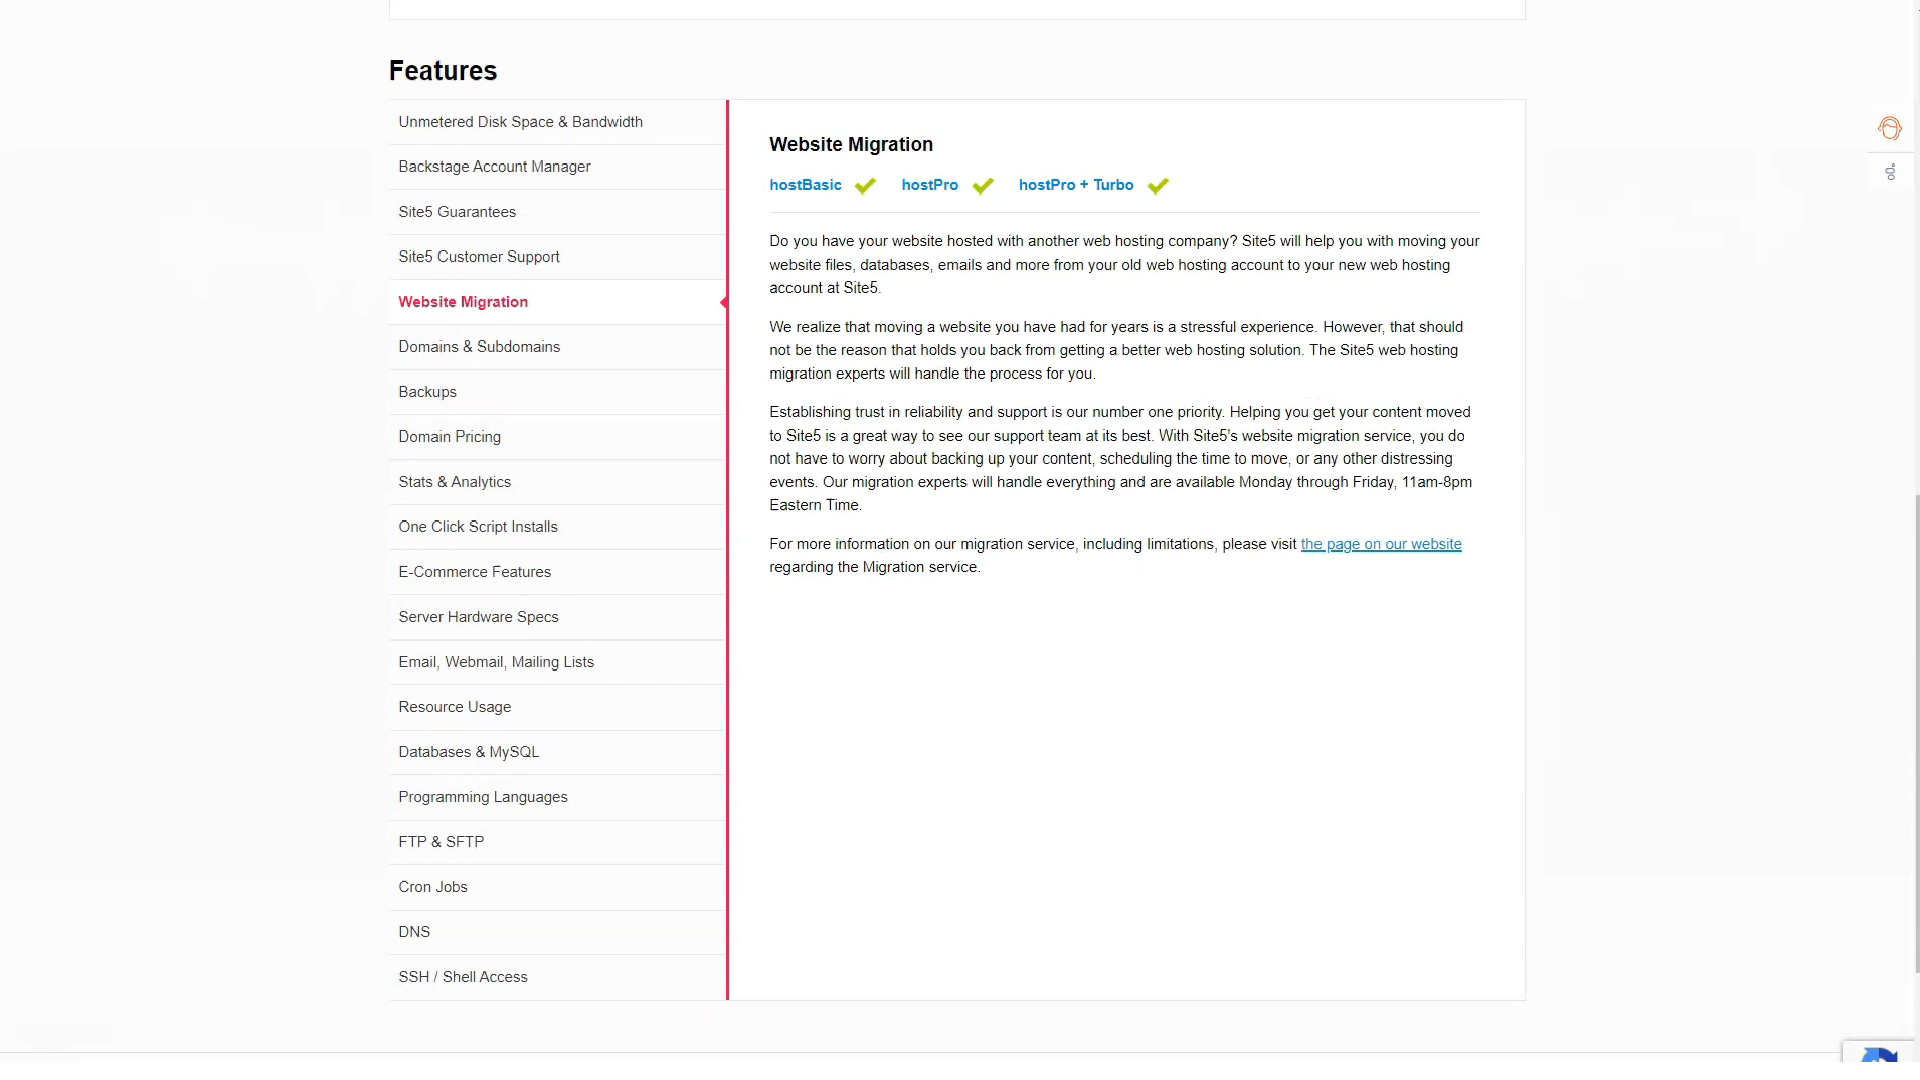 Features
Unmetered Disk Space & Bandwidth
Backstage Account Manager
Site5 Guarantees
Site5 Customer Support
Website Migration
Domains & Subdomains
Backups
Domain Pricing
Stats & Analytics
One Click Script Installs
E-Commerce Features
Server Hardware Specs
Email, Webmail, Mailing Lists
Resource Usage
Databases & MySQL
Programming Languages
FTP & SFTP
Cron Jobs
DNS
SSH / Shell Access
Website Migration
hostBasic hostPro hostPro + Turbo
Do you have your website hosted with another web hosting company? Site5 will help you with moving your
website files, databases, emails and more from your old web hosting account to your new web hosting
account at Site5.
We realize that moving a website you have had for years is a stressful experience. However, that should
not be the reason that holds you back from getting a better web hosting solution. The Site5 web hosting
migration experts will handle the process for you.
Establishing trust in reliability and support is our number one priority. Helping you get your content moved
to Site5 is a great way to see our support team at its best. With Site5's website migration service, you do
not have to worry about backing up your content, scheduling the time to move, or any other distressing
events. Our migration experts will handle everything and are available Monday through Friday, 11am-8pm
Eastern Time.
For more information on our migration service, including limitations, please visit the page on our website
regarding the Migration service.